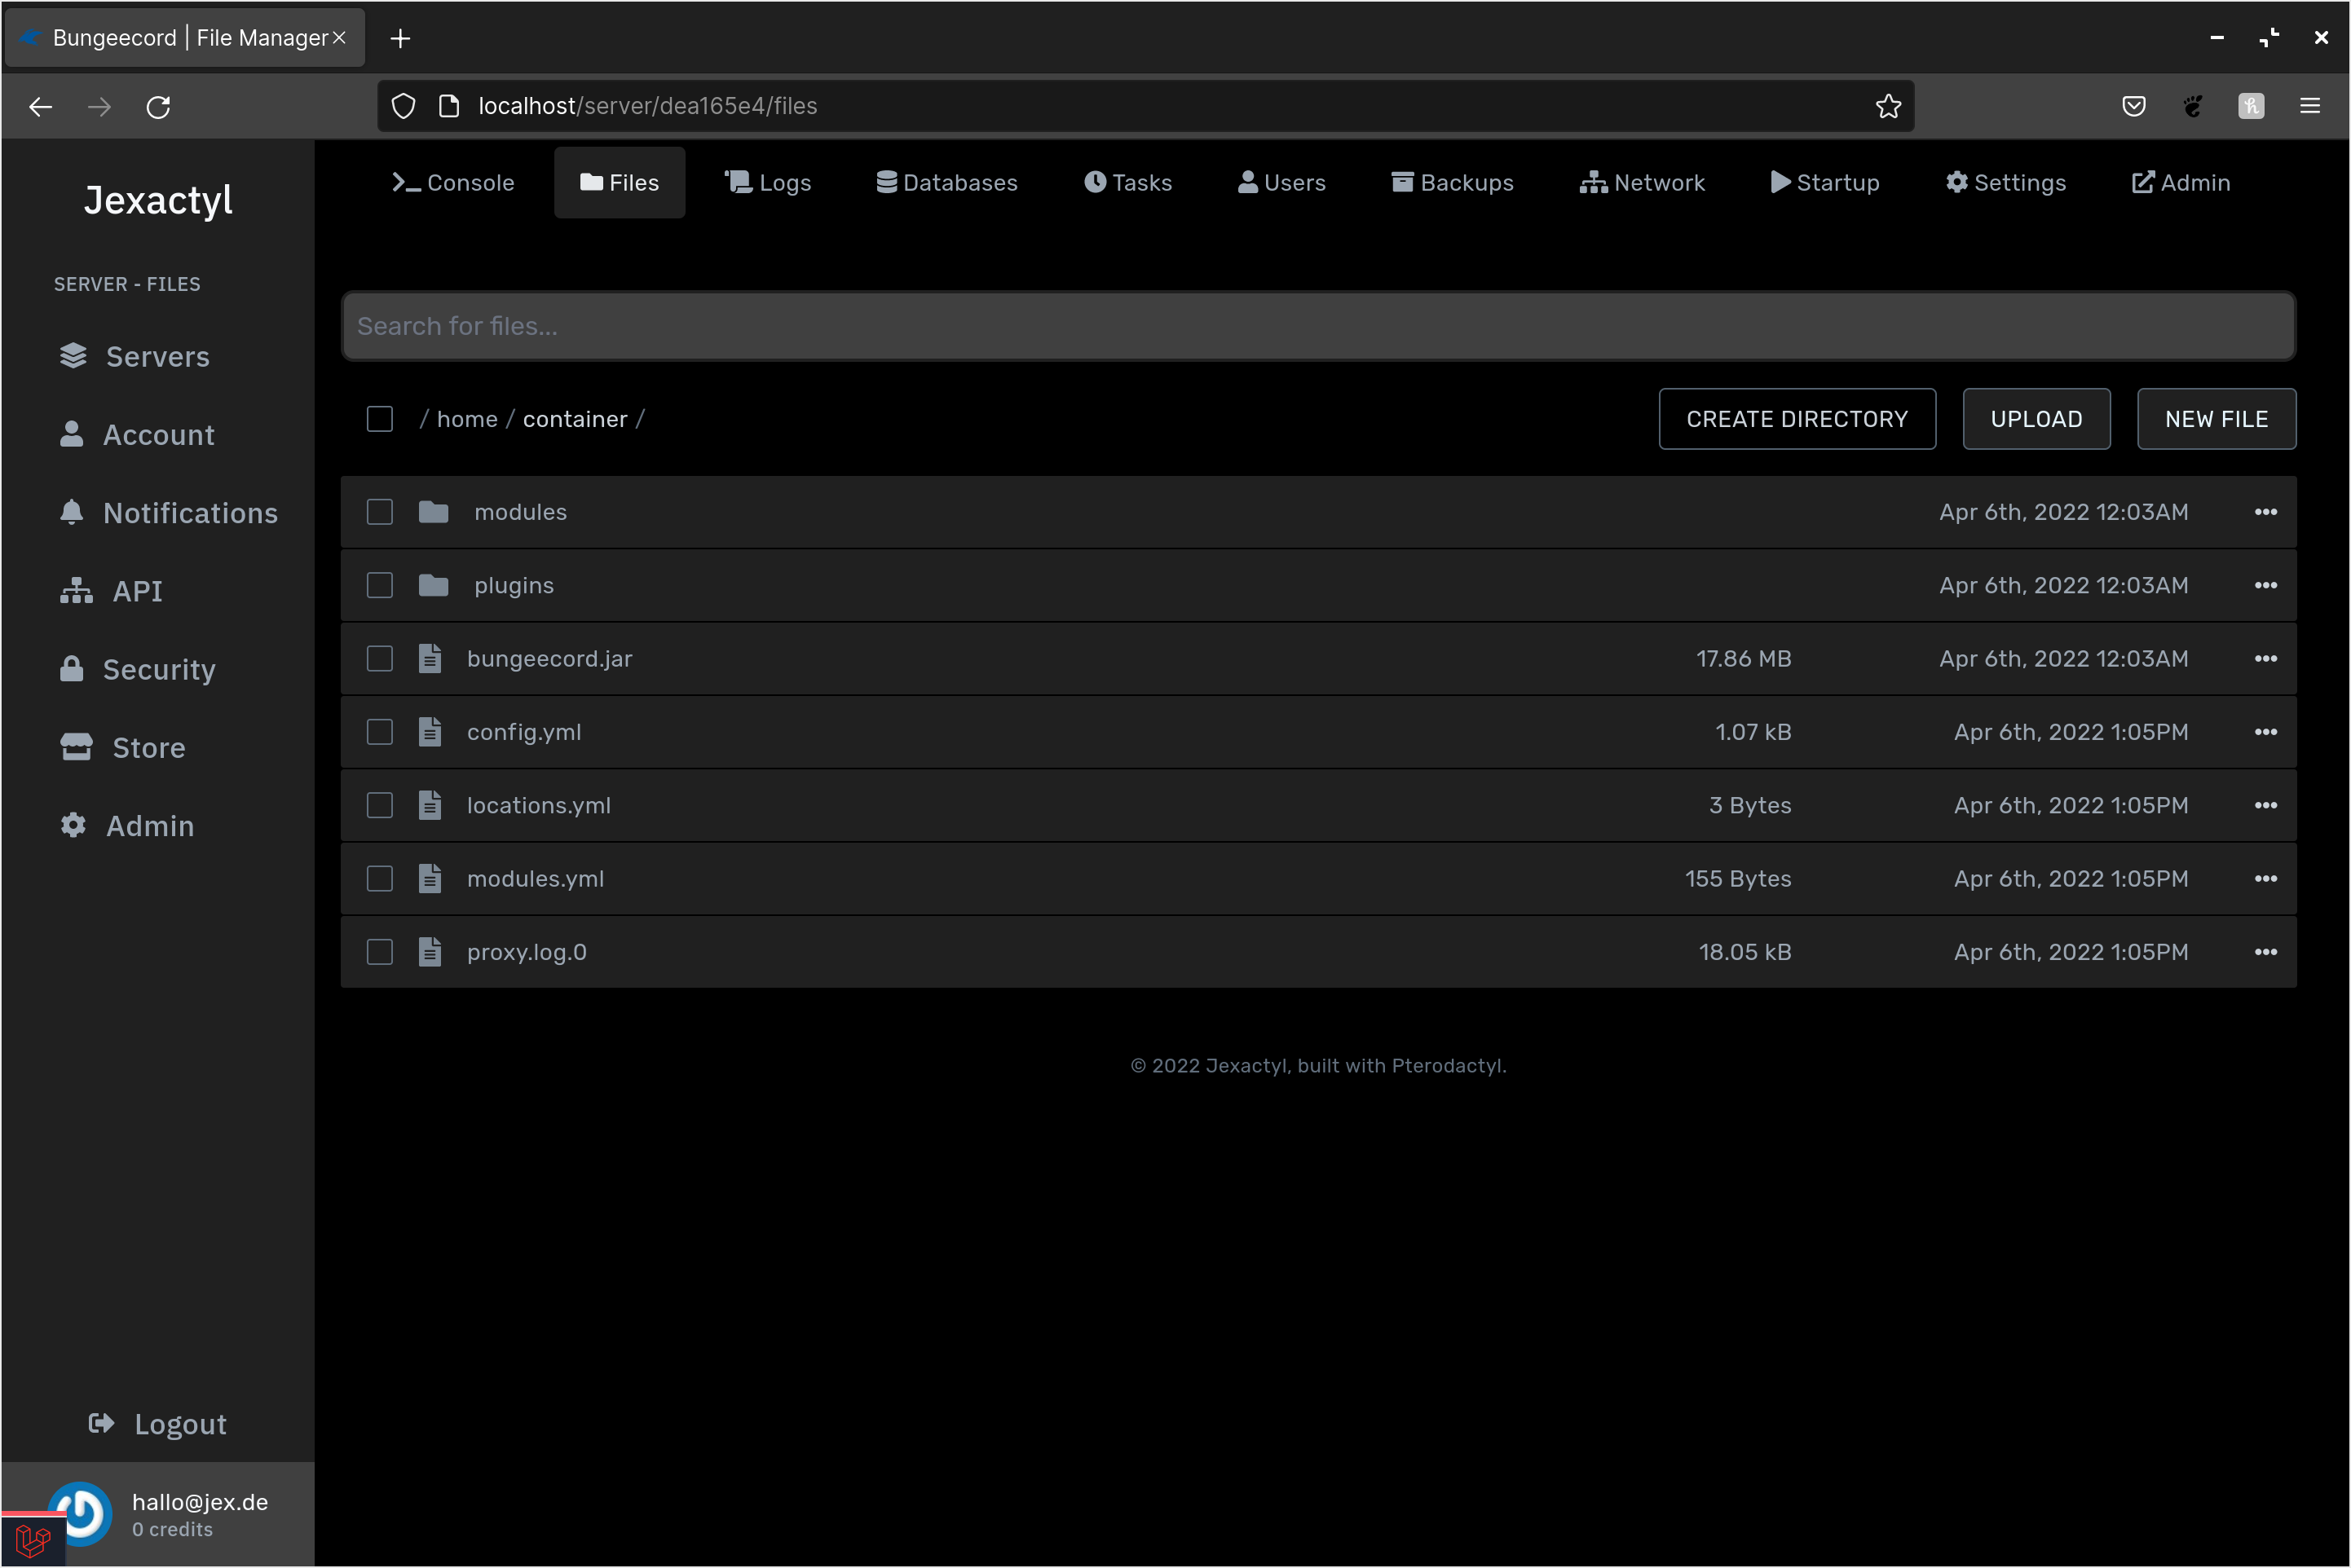 Bungeecord | File Manager
localhost/server/dea165e4/files
Jexactyl
SERVER - FILES
Servers
Account
Notifications
API
Security
Store
Admin
Logout
hallo@jex.de
0 credits
Console Files Logs Databases Tasks Users Backups Network Startup Settings Admin
Search for files...
/ home / container / CREATE DIRECTORY UPLOAD NEW FILE
modules Apr 6th, 2022 12:03AM
plugins Apr 6th, 2022 12:03AM
bungeecord.jar 17.86 MB Apr 6th, 2022 12:03AM
config.yml 1.07 kB Apr 6th, 2022 1:05PM
locations.yml 3 Bytes Apr 6th, 2022 1:05PM
modules.yml 155 Bytes Apr 6th, 2022 1:05PM
proxy.log.0 18.05 kB Apr 6th, 2022 1:05PM
© 2022 Jexactyl, built with Pterodactyl.